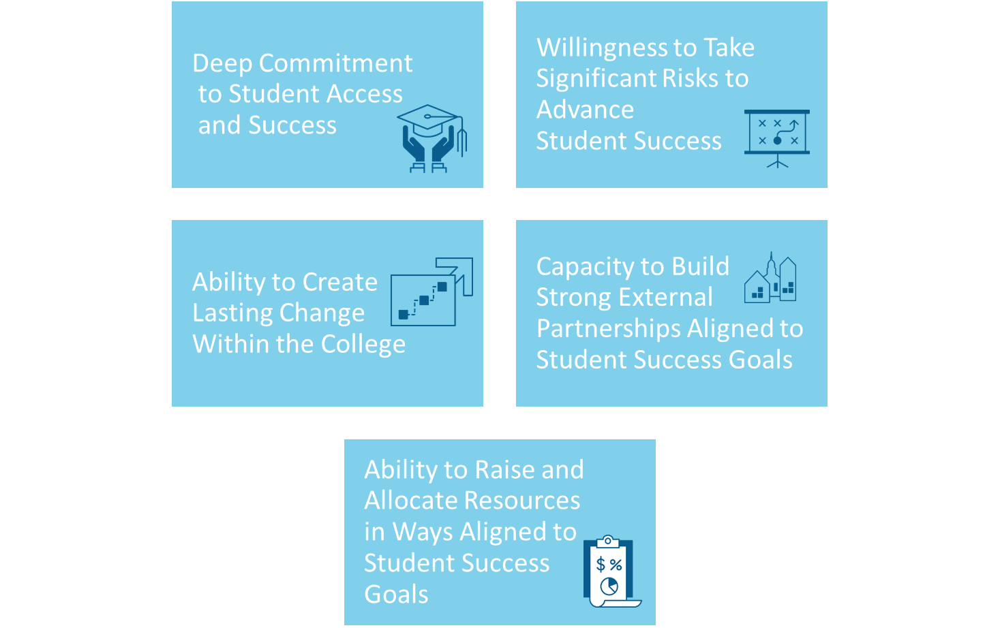 Deep Commitment
to Student Access
and Success
Willingness to Take
Significant Risks to
Advance
Student Success
Ability to Create
Lasting Change
Within the College
Capacity to Build
Strong External
Partnerships Aligned to
Student Success Goals
Ability to Raise and
Allocate Resources
in Ways Aligned to
Student Success
Goals
$ %